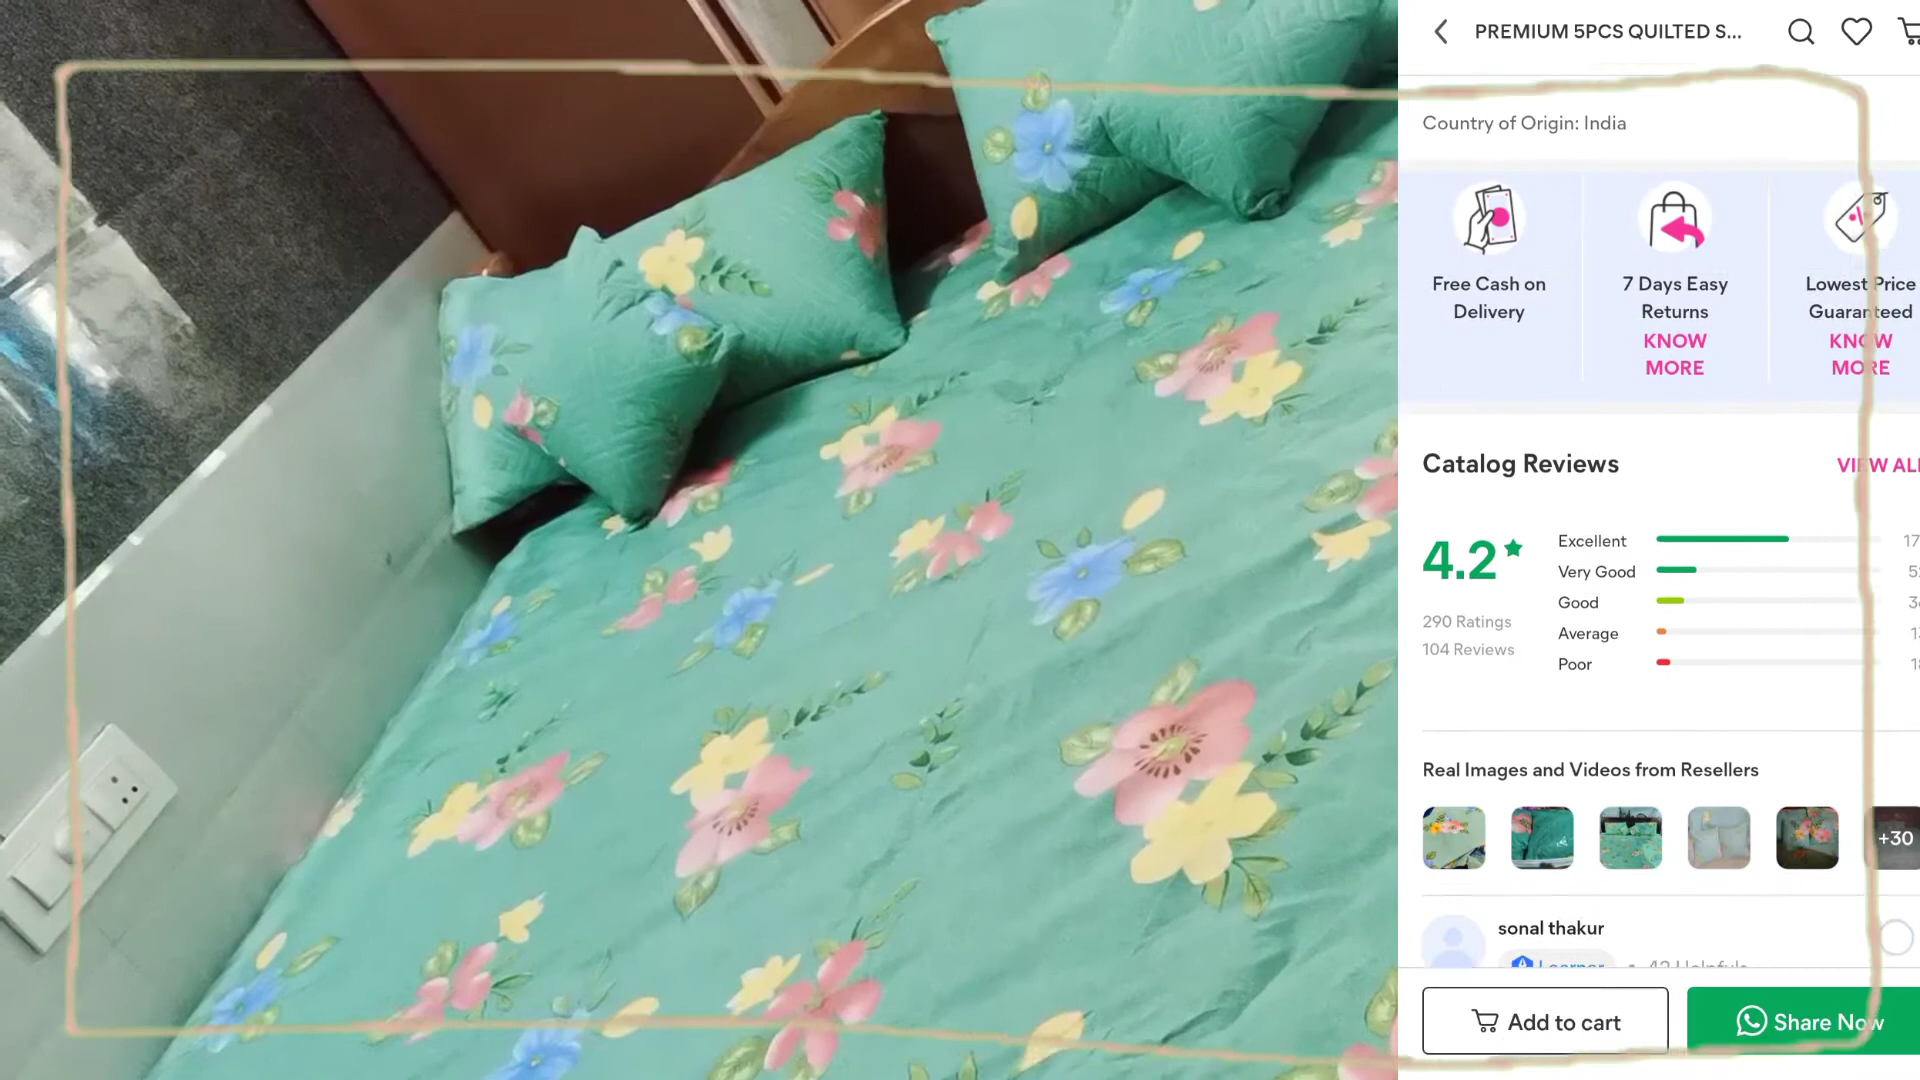 PREMIUM 5PCS QUILTED S...
Country of Origin: India
Free Cash on
Delivery
7 Days Easy
Returns
KNOW
MORE
Lowest Price
Guaranteed
KNOW
MORE
Catalog Reviews
VIEW ALL
4.2
290 Ratings
104 Reviews
Excellent
Very Good
Good
Average
Poor
Real Images and Videos from Resellers
+30
sonal thakur
Add to cart
Share Now